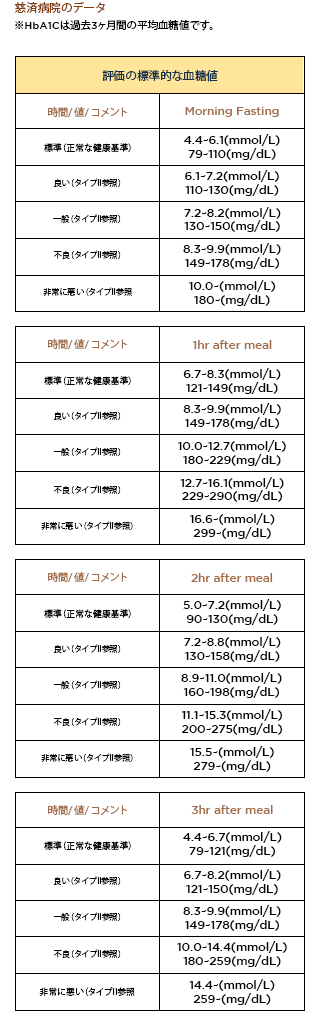 慈済病院のデータ
※HbA1Cは過去3ヶ月間の平均血糖値です。
評価の標準的な血糖値
時間/値/コメント Morning Fasting
標準（正常な健康基準） 4.4~6.1(mmol/L)
79~110(mg/dL)
良い（タイプII参照） 6.1~7.2(mmol/L)
110~130(mg/dL)
一般（タイプII参照） 7.2~8.2(mmol/L)
130~150(mg/dL)
不良（タイプII参照） 8.3~9.9(mmol/L)
149~178(mg/dL)
非常に悪い（タイプII参照 10.0~(mmol/L)
180~(mg/dL)
時間/値/コメント 1hr after meal
標準（正常な健康基準） 6.7~8.3(mmol/L)
121~149(mg/dL)
良い（タイプII参照） 8.3~9.9(mmol/L)
149~178(mg/dL)
一般（タイプII参照） 10.0~12.7(mmol/L)
180~229(mg/dL)
不良（タイプII参照） 12.7~16.1(mmol/L)
229~290(mg/dL)
非常に悪い（タイプII参照） 16.6~(mmol/L)
299~(mg/dL)
時間/値/コメント 2hr after meal
標準（正常な健康基準） 5.0~7.2(mmol/L)
90~130(mg/dL)
良い（タイプII参照） 7.2~8.8(mmol/L)
130~158(mg/dL)
一般（タイプII参照） 8.9~11.0(mmol/L)
160~198(mg/dL)
不良（タイプII参照） 11.1~15.3(mmol/L)
200~275(mg/dL)
非常に悪い（タイプII参照） 15.5~(mmol/L)
279~(mg/dL)
時間/値/コメント 3hr after meal
標準（正常な健康基準） 4.4~6.7(mmol/L)
79~121(mg/dL)
良い（タイプII参照） 6.7~8.2(mmol/L)
121~150(mg/dL)
一般（タイプII参照） 8.3~9.9(mmol/L)
149~178(mg/dL)
不良（タイプII参照） 10.0~14.4(mmol/L)
180~259(mg/dL)
非常に悪い（タイプII参照 14.4~(mmol/L)
259~(mg/dL)